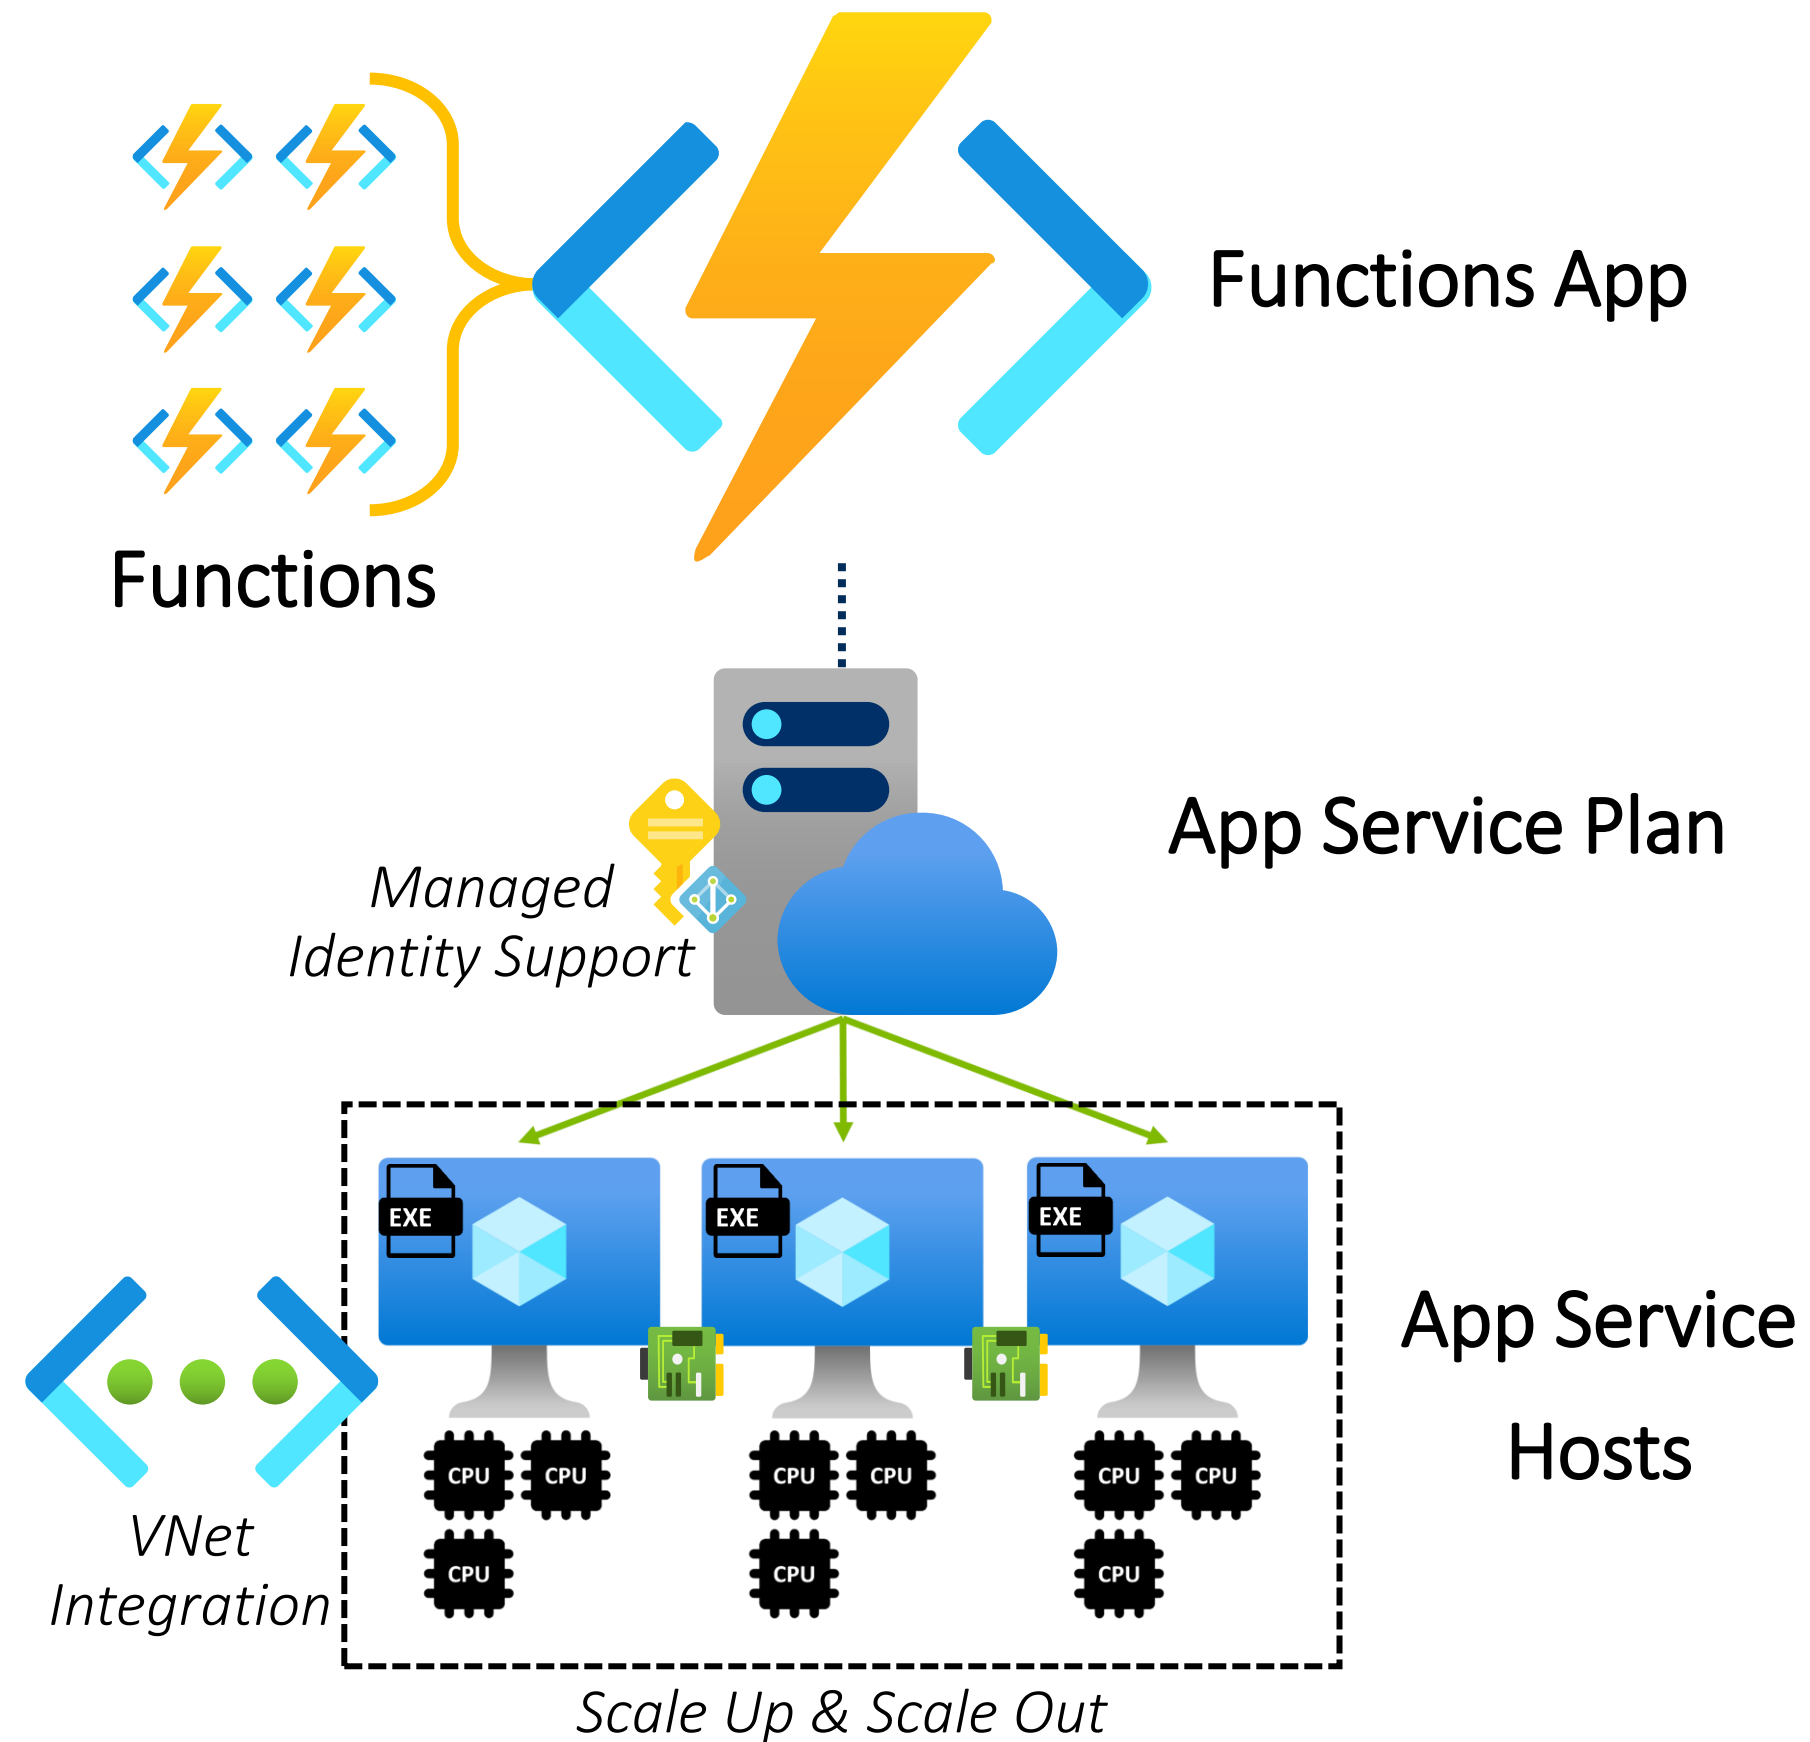 Functions App
Functions
App Service Plan
Managed
Identity Support
EXE
EXE
EXE
App Service
Hosts
CPU
CPU
CPU
CPU
CPU
CPU
CPU
CPU
CPU
VNet
Integration
Scale Up & Scale Out